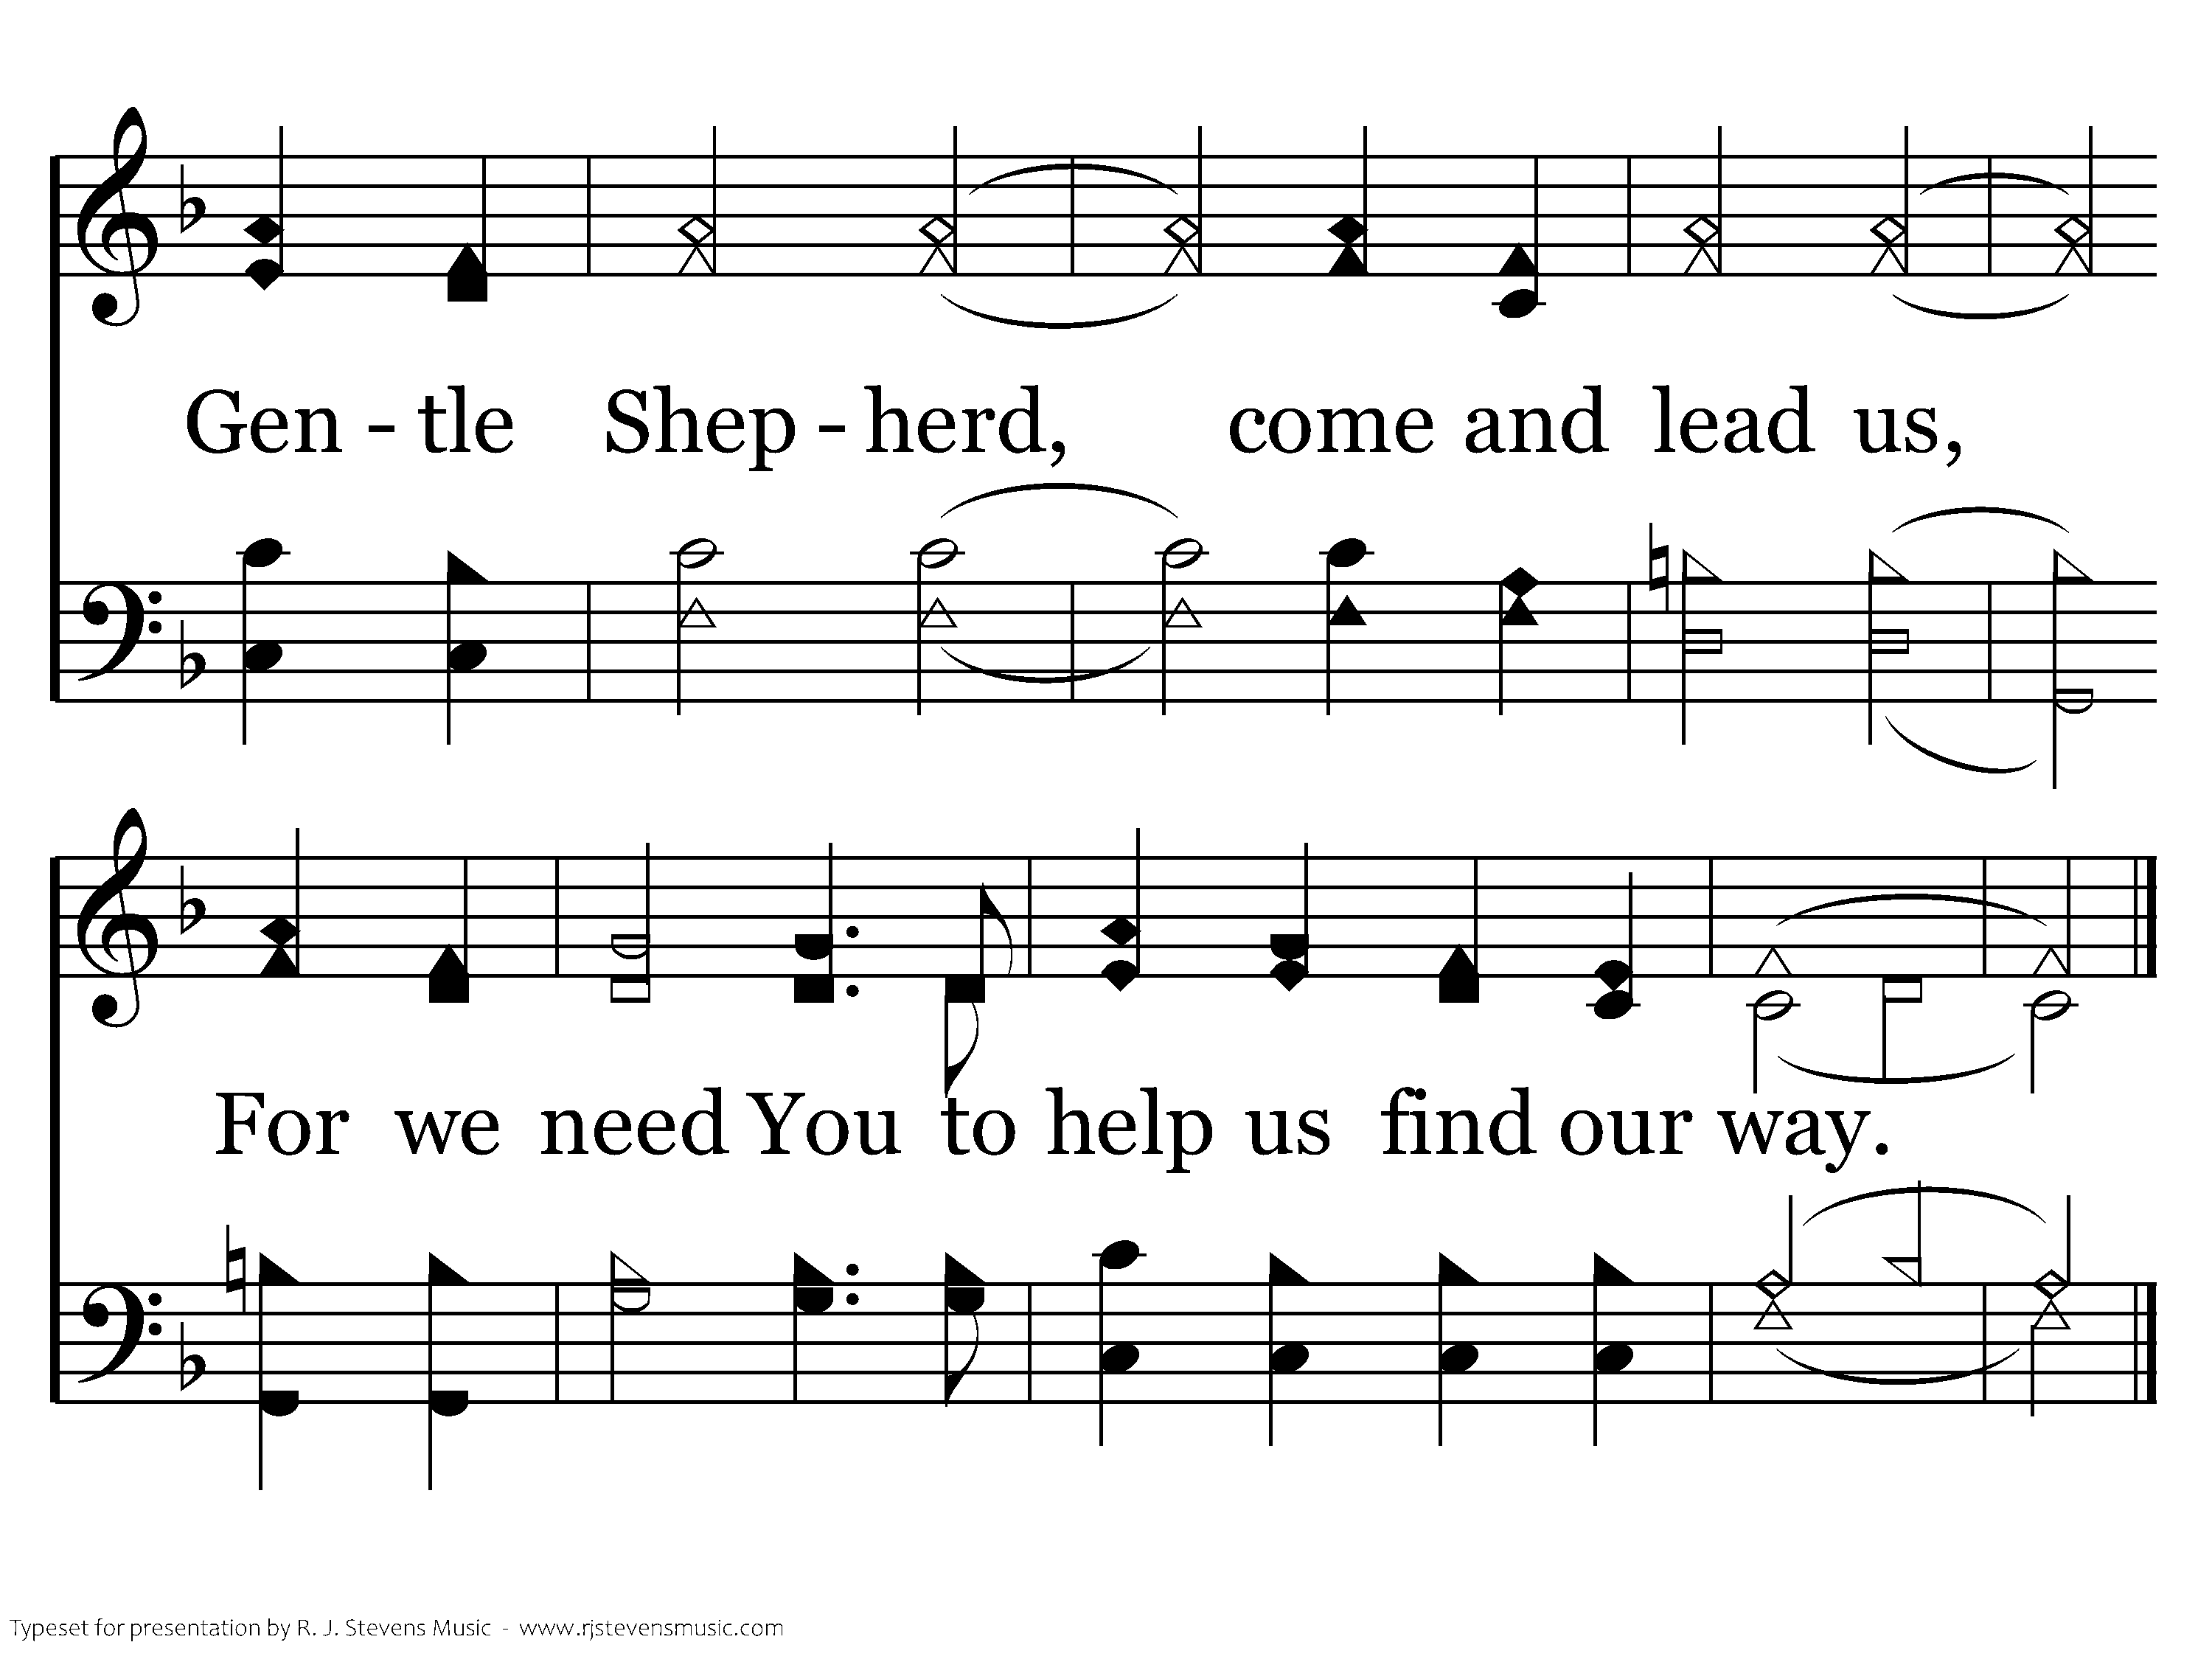 Gen - tle Shep - herd, come and lead us,
For we need You to help us find our way.
Typeset for presentation by R. J. Stevens Music - www.rjstevensmusic.com